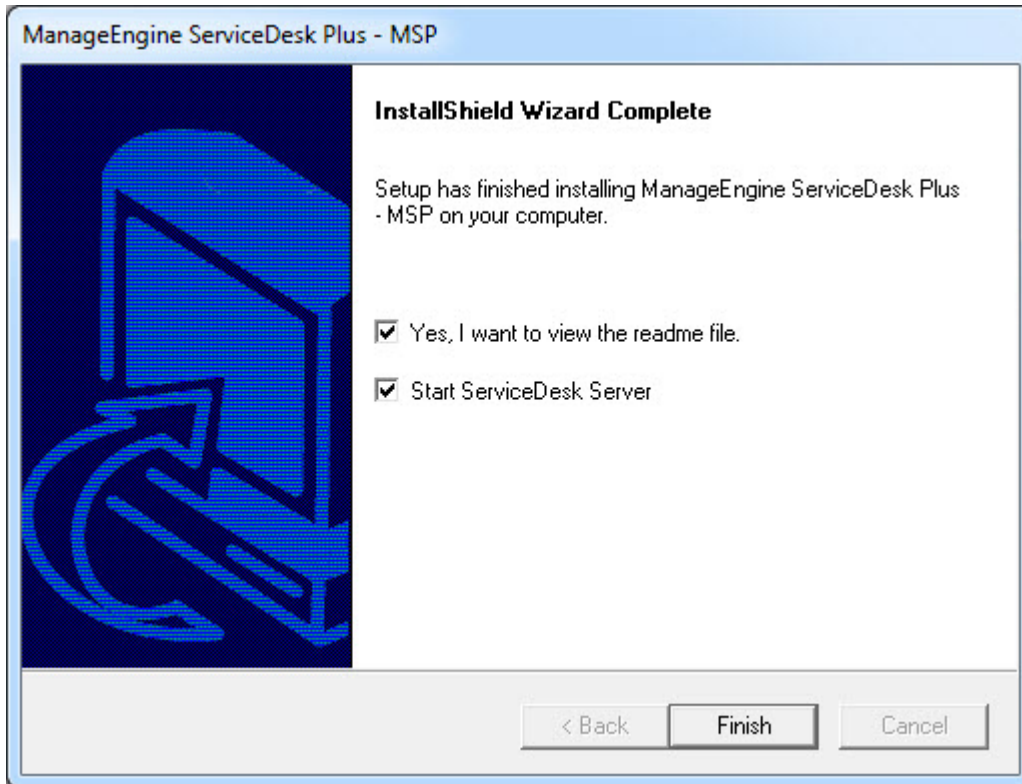 ManageEngine ServiceDesk Plus - MSP
InstallShield Wizard Complete
Setup has finished installing ManageEngine ServiceDesk Plus
- MSP on your computer.
Yes, I want to view the readme file.
Start ServiceDesk Server
< Back
Finish
Cancel